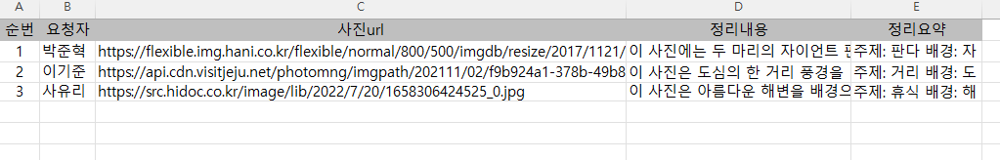 A B C D E
순번 요청자 사진url 정리내용 정리요약
1 박준혁 https://flexible.img.hani.co.kr/flexible/normal/800/500/imgdb/resize/2017/1121/ 이 사진에는 두 마리의 자이언트 판 주제: 판다 배경: 자
2 이기준 https://api.cdn.visitjeju.net/photomng/imgpath/202111/02/f9b924a1-378b-49b8 이 사진은 도심의 한 거리 풍경을 주제: 거리 배경: 도
3 사유리 https://src.hidoc.co.kr/image/lib/2022/7/20/1658306424525_0.jpg 이 사진은 아름다운 해변을 배경으 주제: 휴식 배경: 해